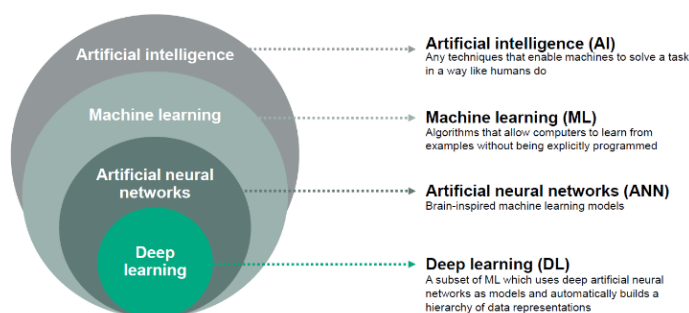 Artificial intelligence
Machine learning
Artificial neural
networks
Deep
learning
Artificial intelligence (AI)
Any techniques that enable machines to solve a task
in a way like humans do
Machine learning (ML)
Algorithms that allow computers to learn from
examples without being explicitly programmed
Artificial neural networks (ANN)
Brain-inspired machine learning models
Deep learning (DL)
A subset of ML which uses deep artificial neural
networks as models and automatically builds a
hierarchy of data representations